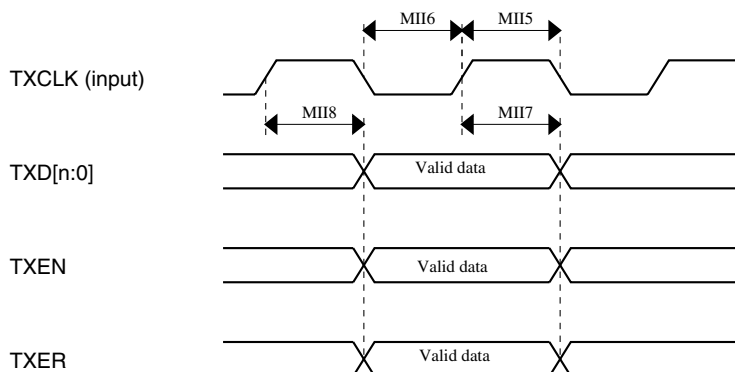 MII6 MII5
TXCLK (input)
MII8 MII7
TXD[n:0] Valid data
TXEN Valid data
TXER Valid data